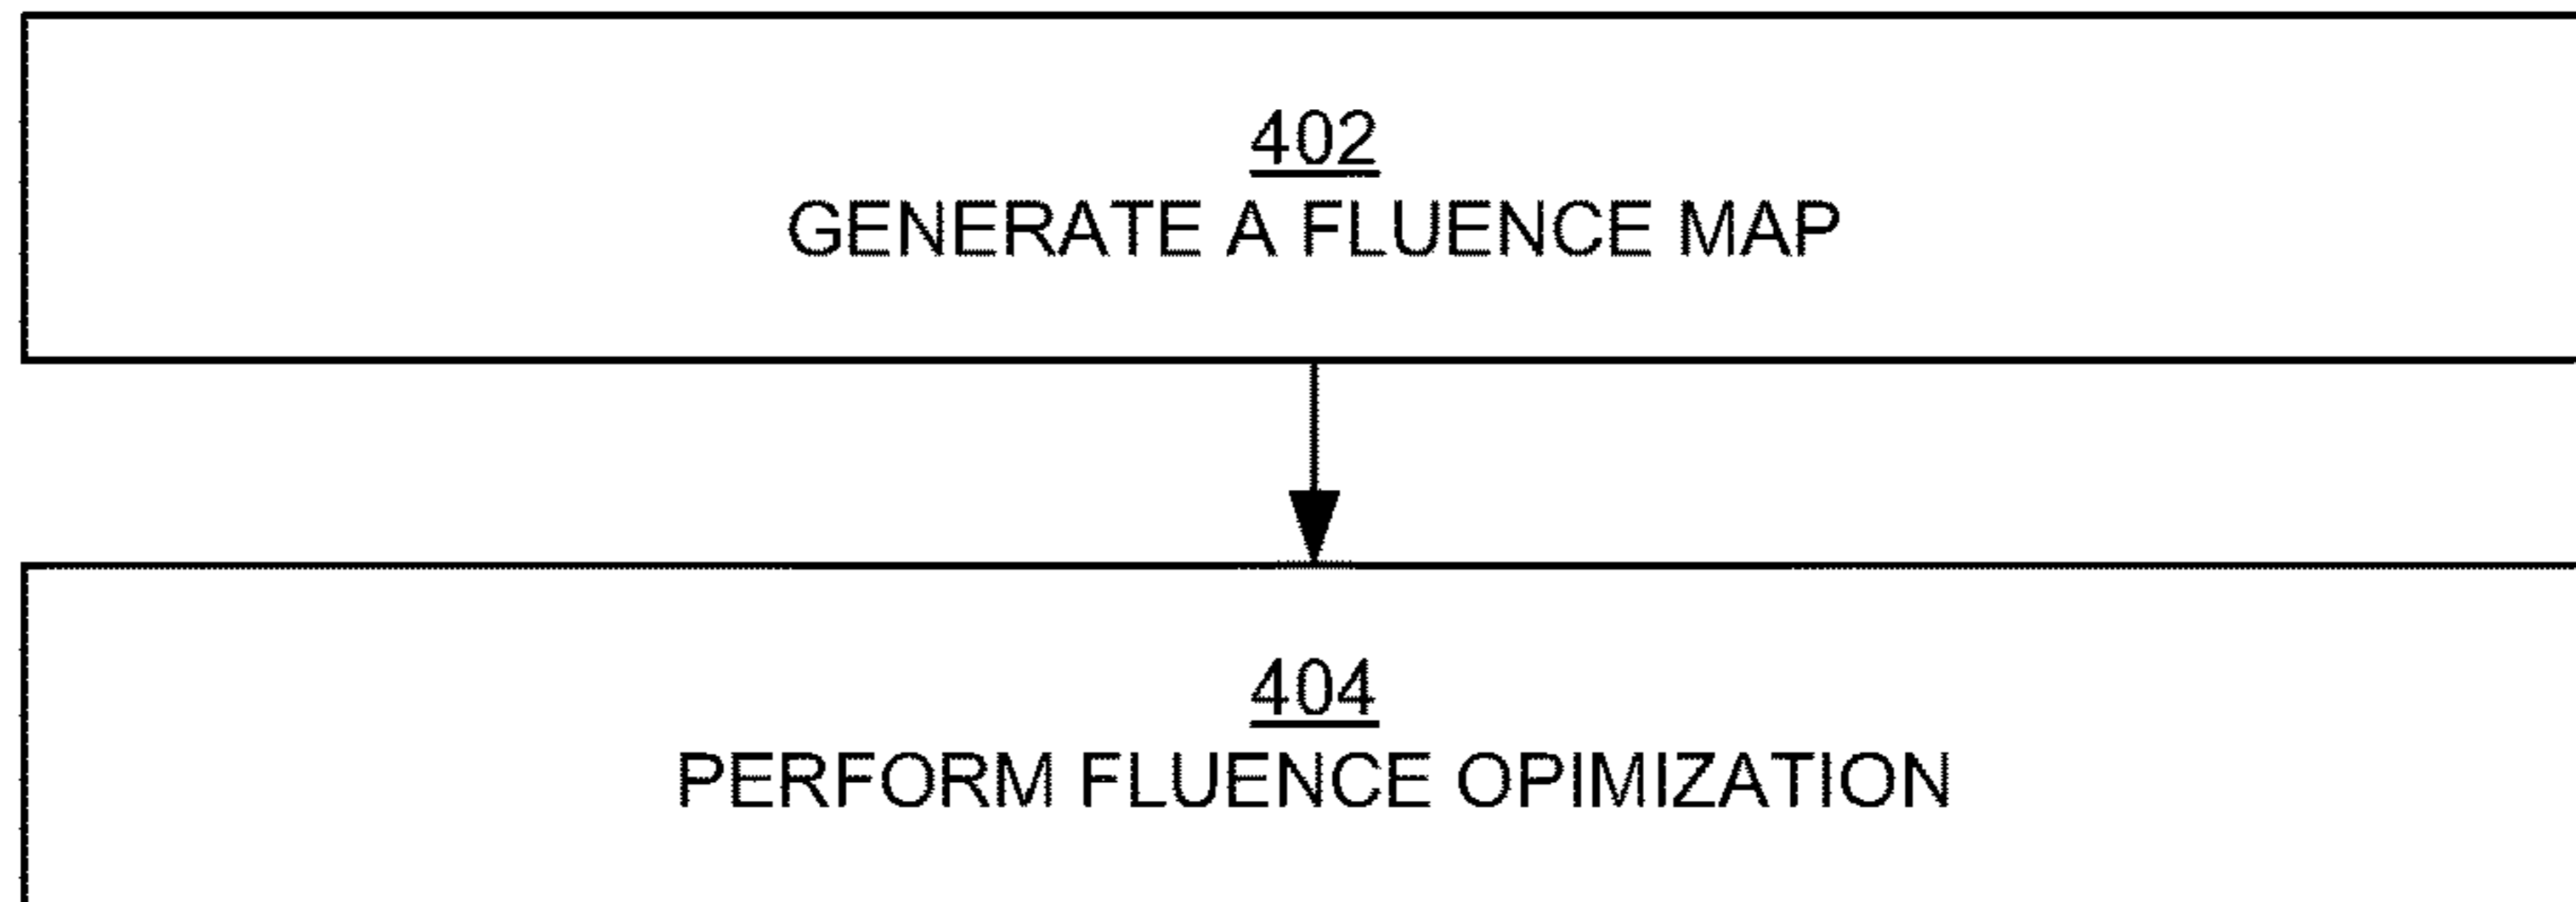 402
GENERATE A FLUENCE MAP
404
PERFORM FLUENCE OPIMIZATION